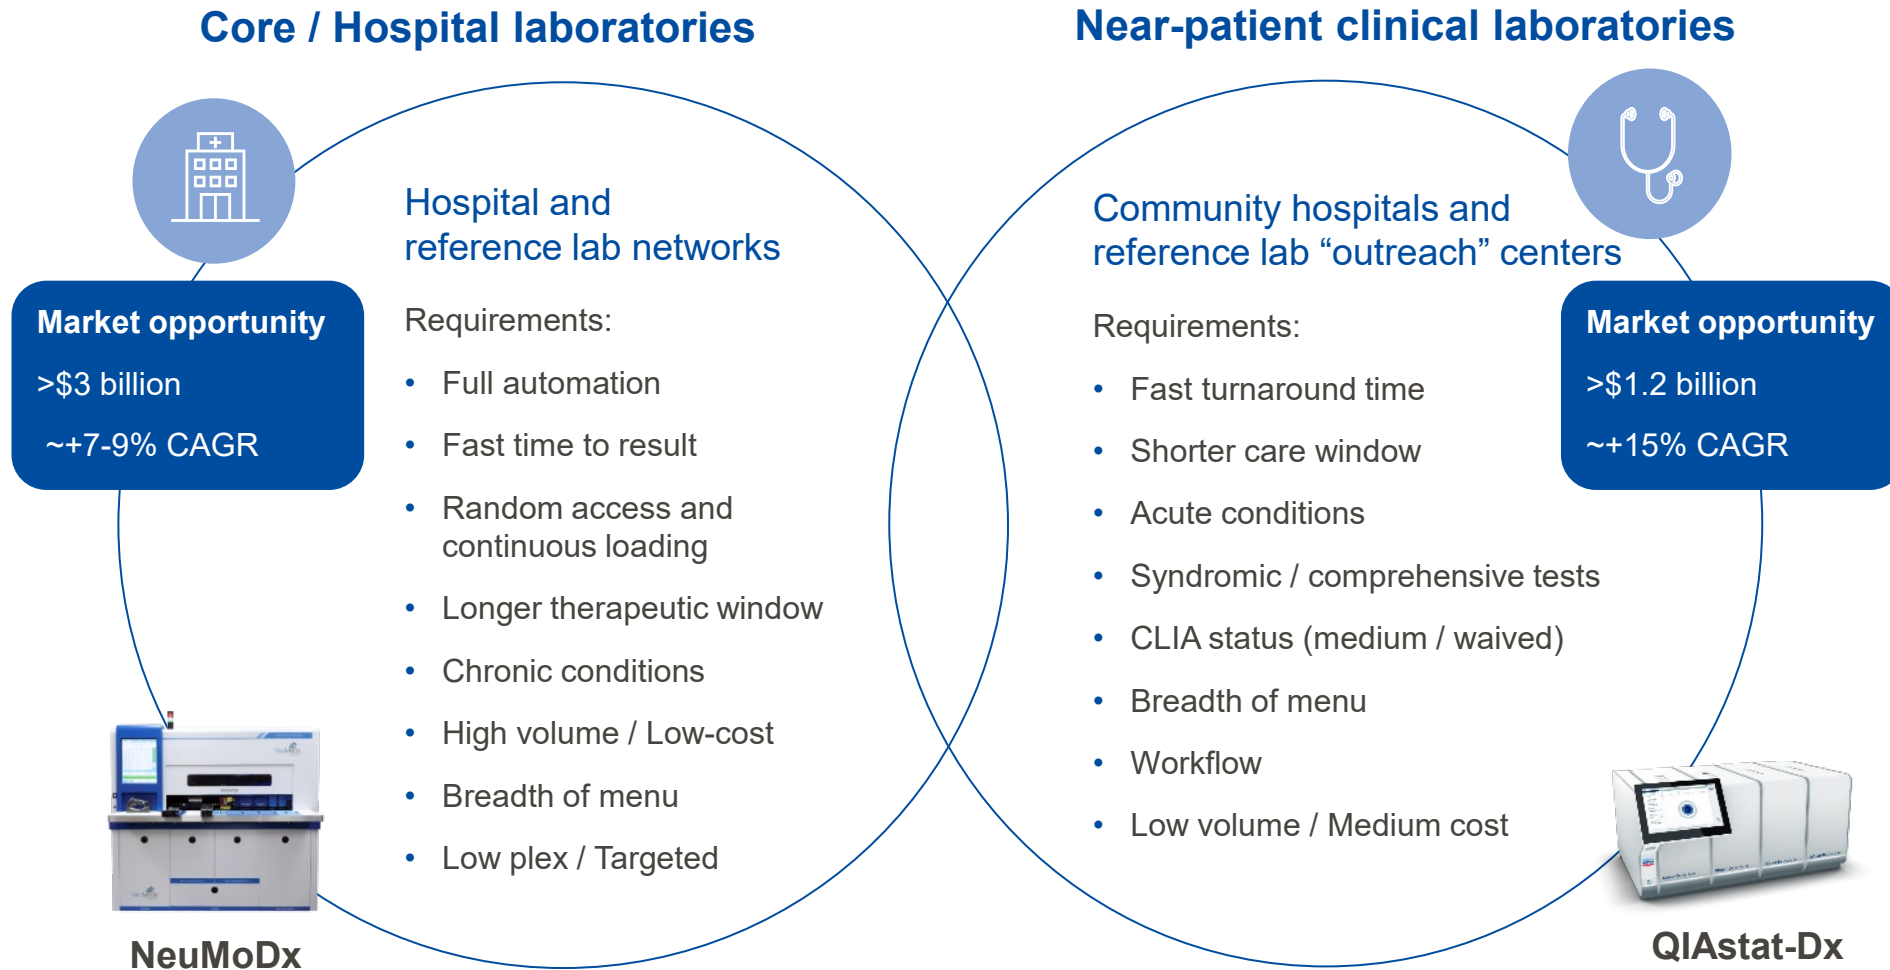 Core / Hospital laboratories
Near-patient clinical laboratories
Hospital and
reference lab networks
Market opportunity
>$3 billion
~+7-9% CAGR
Requirements:
• Full automation
• Fast time to result
• Random access and
continuous loading
• Longer therapeutic window
• Chronic conditions
• High volume / Low-cost
• Breadth of menu
• Low plex / Targeted
NeuMoDx
Community hospitals and
reference lab “outreach” centers
Market opportunity
>$1.2 billion
~+15% CAGR
Requirements:
• Fast turnaround time
• Shorter care window
• Acute conditions
• Syndromic / comprehensive tests
• CLIA status (medium / waived)
• Breadth of menu
• Workflow
• Low volume / Medium cost
QIAstat-Dx